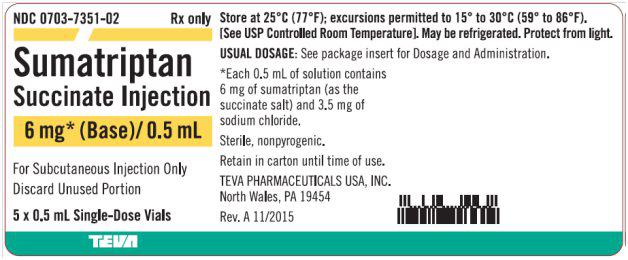 NDC 0703-7351-02 Rx only
Sumatriptan
Succinate Injection
6 mg* (Base)/ 0.5 mL
For Subcutaneous Injection Only
Discard Unused Portion
5 x 0.5 mL Single-Dose Vials
Store at 25°C (77°F); excursions permitted to 15° to 30°C (59° to 86°F).
[See USP Controlled Room Temperature]. May be refrigerated. Protect from light.
USUAL DOSAGE: See package insert for Dosage and Administration.
*Each 0.5 mL of solution contains
6 mg of sumatriptan (as the
succinate salt) and 3.5 mg of
sodium chloride.
Sterile, nonpyrogenic.
Retain in carton until time of use.
TEVA PHARMACEUTICALS USA, INC.
North Wales, PA 19454
Rev. A 11/2015
TEVA